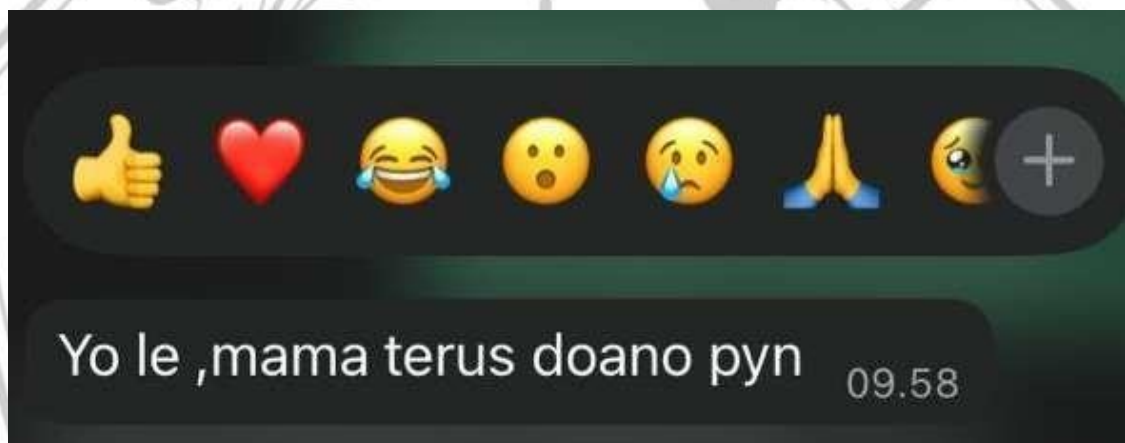 👍 ❤️ 😂 😮 😢 🙏 🥹 +
Yo le ,mama terus doano pyn 09.58